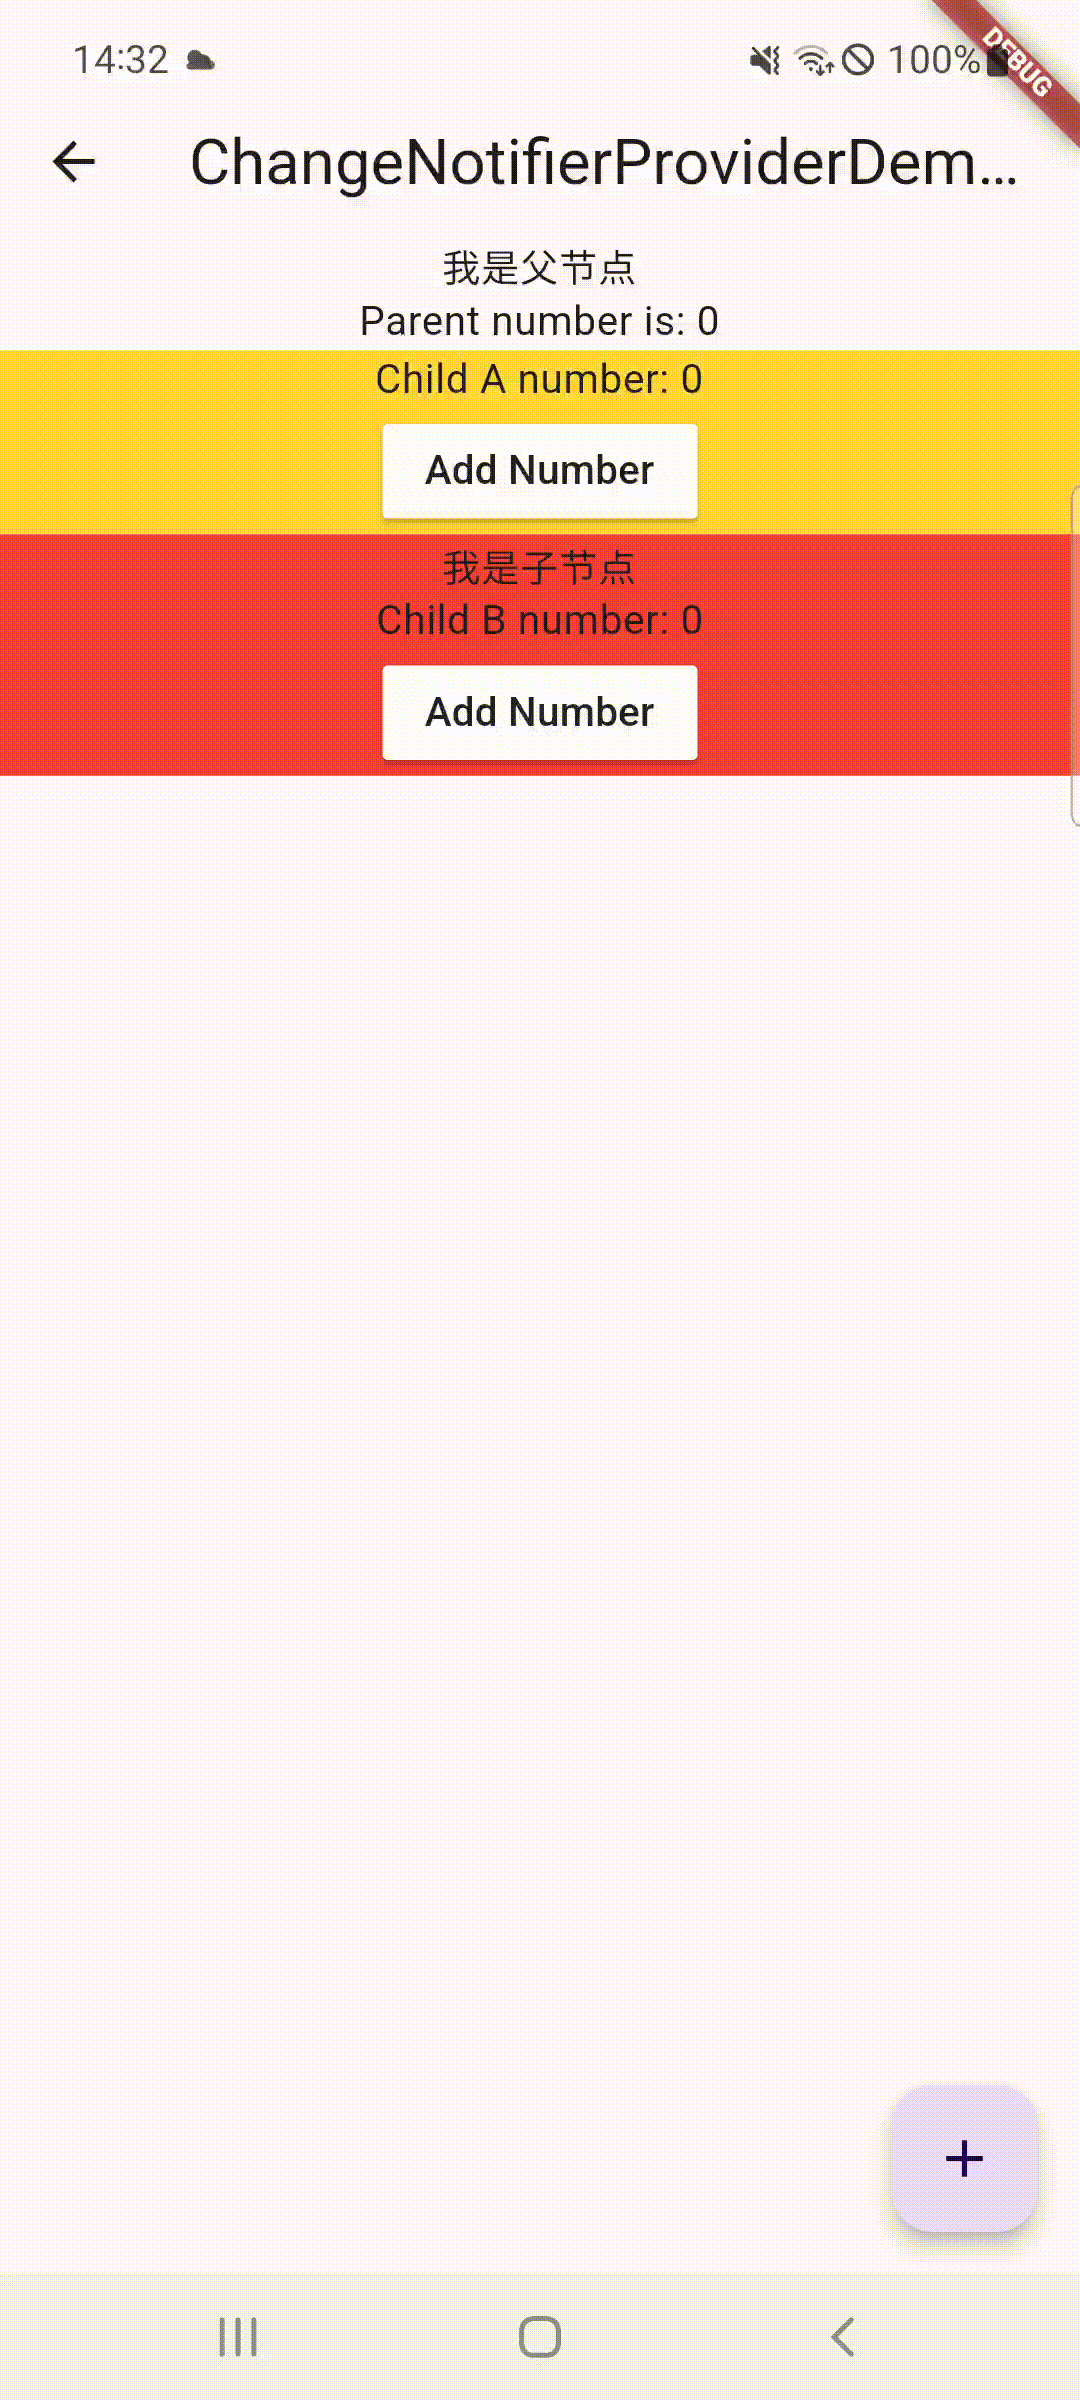 14:32
100%
DEBUG
ChangeNotifierProviderDem...
我是父节点
Parent number is: 0
Child A number: 0
Add Number
我是子节点
Child B number: 0
Add Number